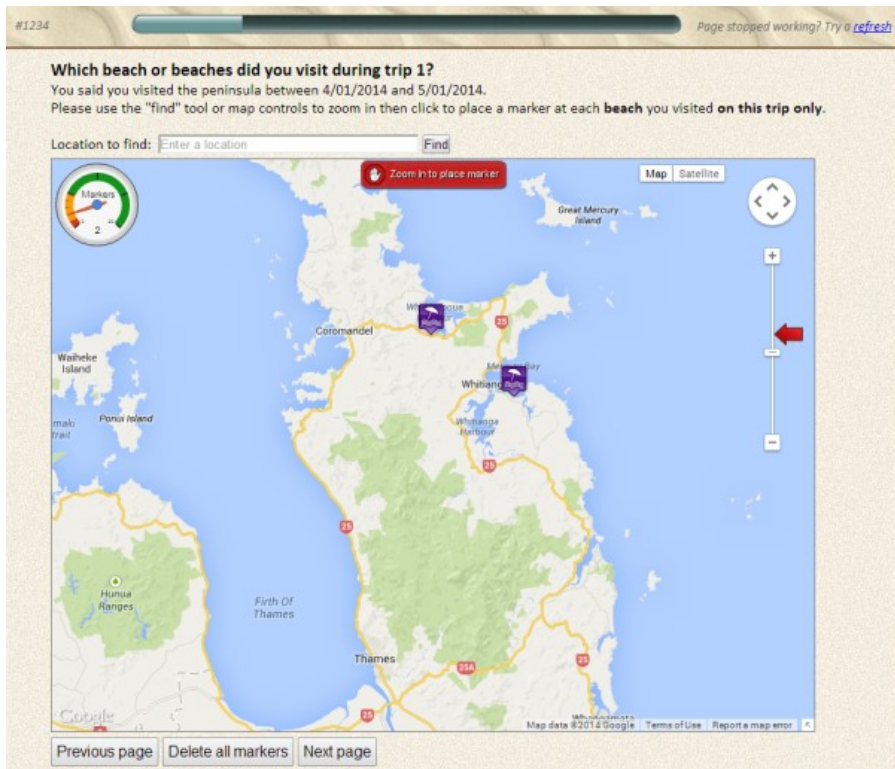 #1234
Page stopped working? Try a refresh
Which beach or beaches did you visit during trip 1?
You said you visited the peninsula between 4/01/2014 and 5/01/2014.
Please use the "find" tool or map controls to zoom in then click to place a marker at each beach you visited on this trip only.
Location to find: Enter a location Find
Zoom in to place marker
Map Satellite
Markers
2
Great Mercury
Island
25
Coromandel
Waiheke
Island
Ponui Island
Bay
Whitianga
Harbour
25
25
Hunua
Ranges
Firth Of
Thames
Thames
25A
25
25
Google
Map data ©2014 Google Terms of Use Report a map error
Previous page Delete all markers Next page